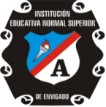 INSTITUCIÓN
EDUCATIVA NORMAL SUPERIOR
A
DE ENVIGADO